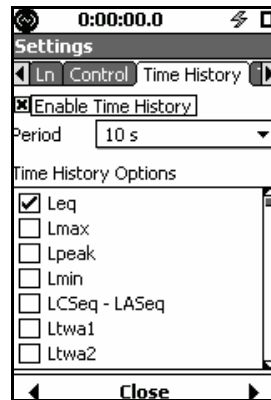 0:00:00.0
Settings
Ln Control Time History
Enable Time History
Period 10 s
Time History Options
Leq
Lmax
Lpeak
Lmin
LCSeq - LASeq
Ltwa1
Ltwa2
Close